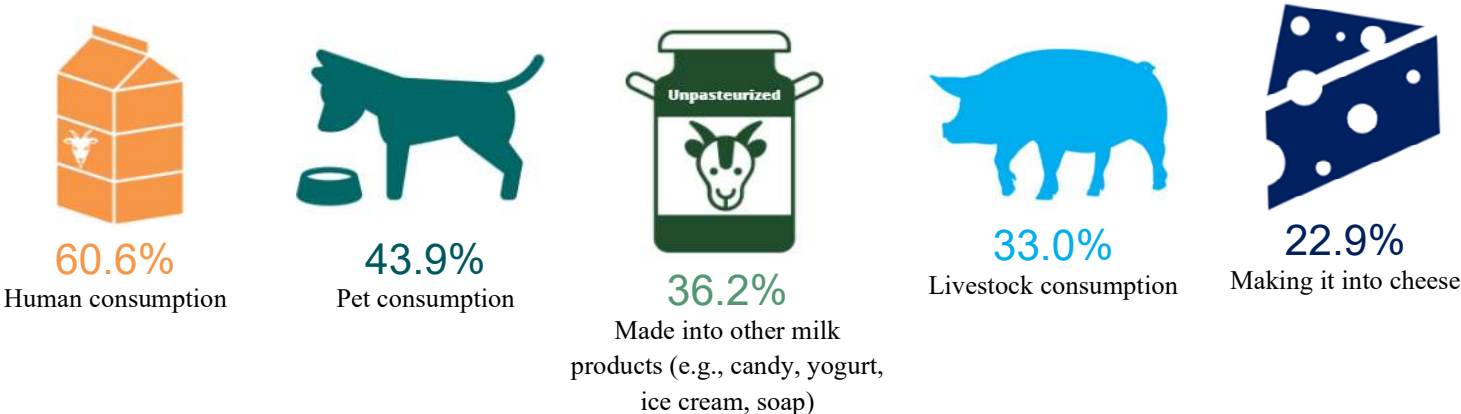 Unpasteurized
60.6%
Human consumption
43.9%
Pet consumption
36.2%
Made into other milk
products (e.g., candy, yogurt,
ice cream, soap)
33.0%
Livestock consumption
22.9%
Making it into cheese